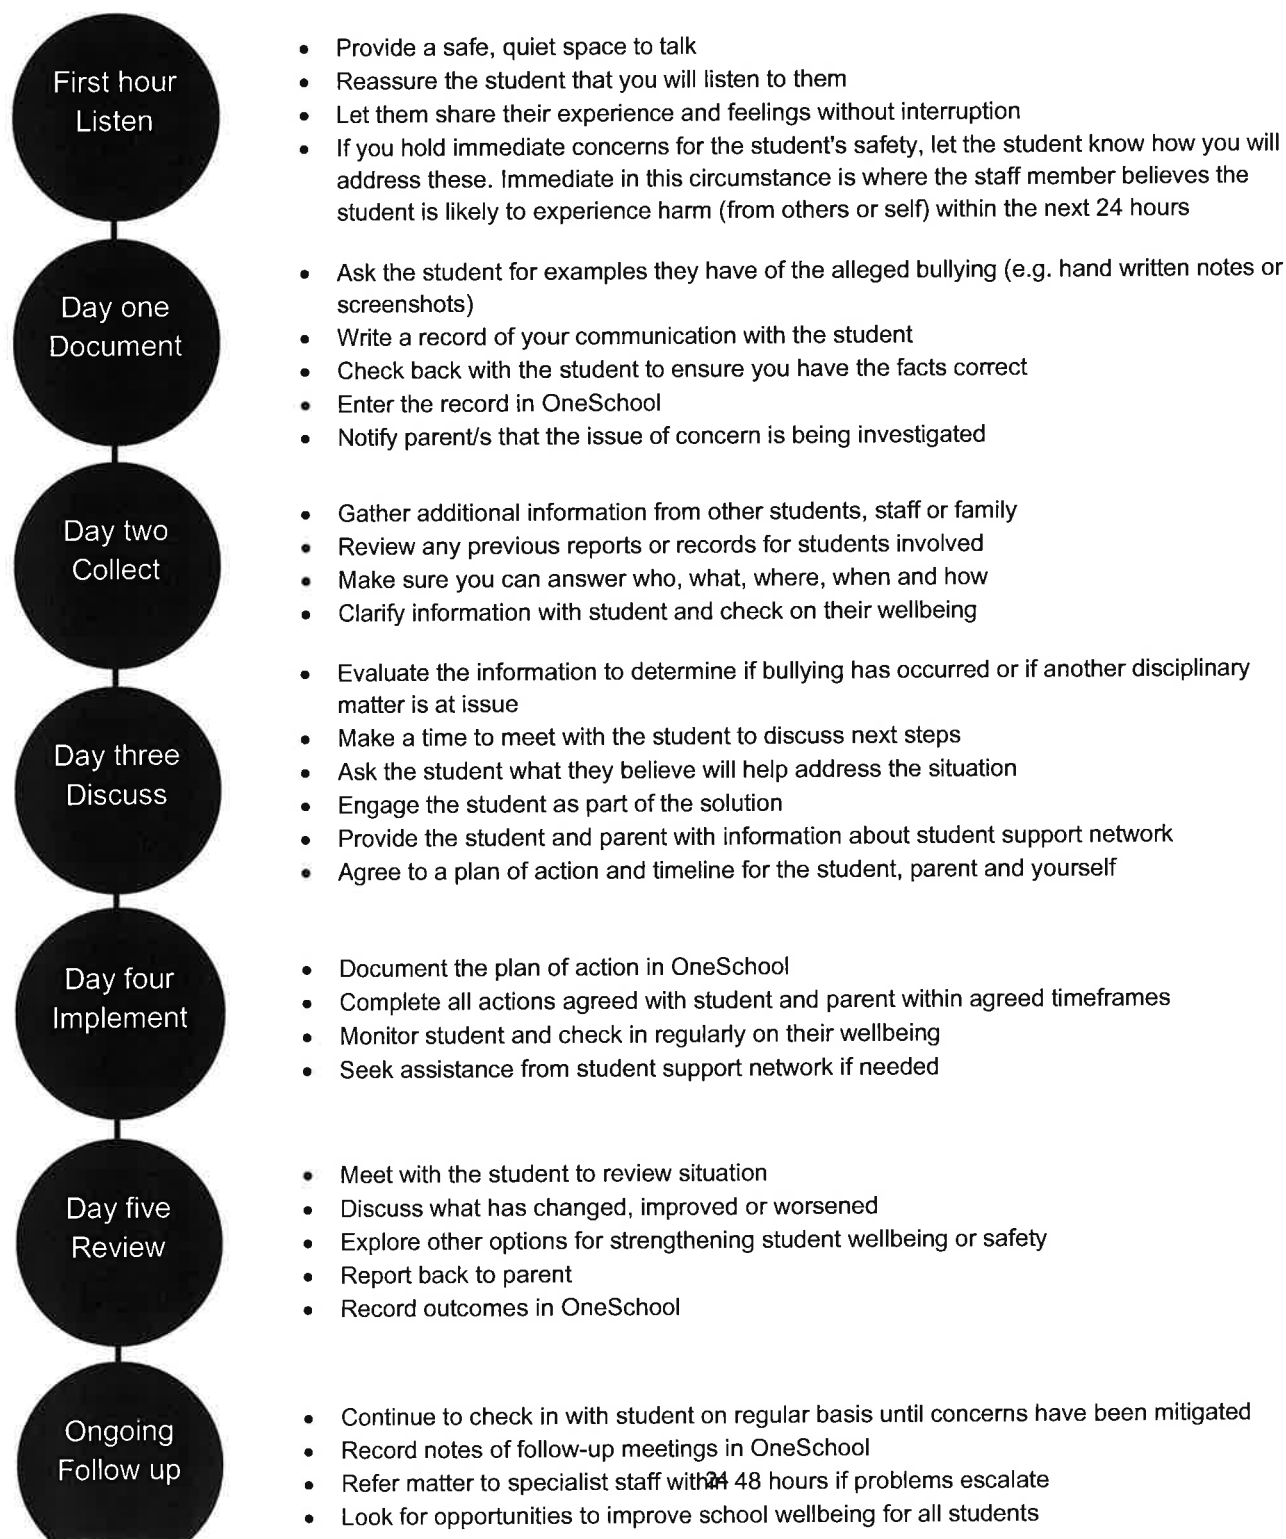 First hour
Listen
• Provide a safe, quiet space to talk
• Reassure the student that you will listen to them
• Let them share their experience and feelings without interruption
• If you hold immediate concerns for the student's safety, let the student know how you will
address these. Immediate in this circumstance is where the staff member believes the
student is likely to experience harm (from others or self) within the next 24 hours
Day one
Document
• Ask the student for examples they have of the alleged bullying (e.g. hand written notes or
screenshots)
• Write a record of your communication with the student
• Check back with the student to ensure you have the facts correct
• Enter the record in OneSchool
• Notify parent/s that the issue of concern is being investigated
Day two
Collect
• Gather additional information from other students, staff or family
• Review any previous reports or records for students involved
• Make sure you can answer who, what, where, when and how
• Clarify information with student and check on their wellbeing
Day three
Discuss
• Evaluate the information to determine if bullying has occurred or if another disciplinary
matter is at issue
• Make a time to meet with the student to discuss next steps
• Ask the student what they believe will help address the situation
• Engage the student as part of the solution
• Provide the student and parent with information about student support network
• Agree to a plan of action and timeline for the student, parent and yourself
Day four
Implement
• Document the plan of action in OneSchool
• Complete all actions agreed with student and parent within agreed timeframes
• Monitor student and check in regularly on their wellbeing
• Seek assistance from student support network if needed
Day five
Review
• Meet with the student to review situation
• Discuss what has changed, improved or worsened
• Explore other options for strengthening student wellbeing or safety
• Report back to parent
• Record outcomes in OneSchool
Ongoing
Follow up
• Continue to check in with student on regular basis until concerns have been mitigated
• Record notes of follow-up meetings in OneSchool
• Refer matter to specialist staff within 48 hours if problems escalate
24
• Look for opportunities to improve school wellbeing for all students